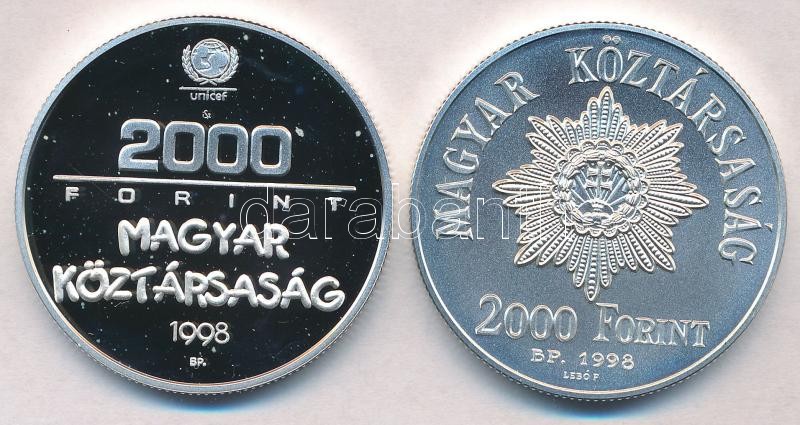 unicef
2000
FORINT
MAGYAR
KÖZTÁRSASÁG
1998
BP.
MAGYAR KÖZTÁRSASÁG
2000 FORINT
BP. 1998
LEBÓ F
darabanth